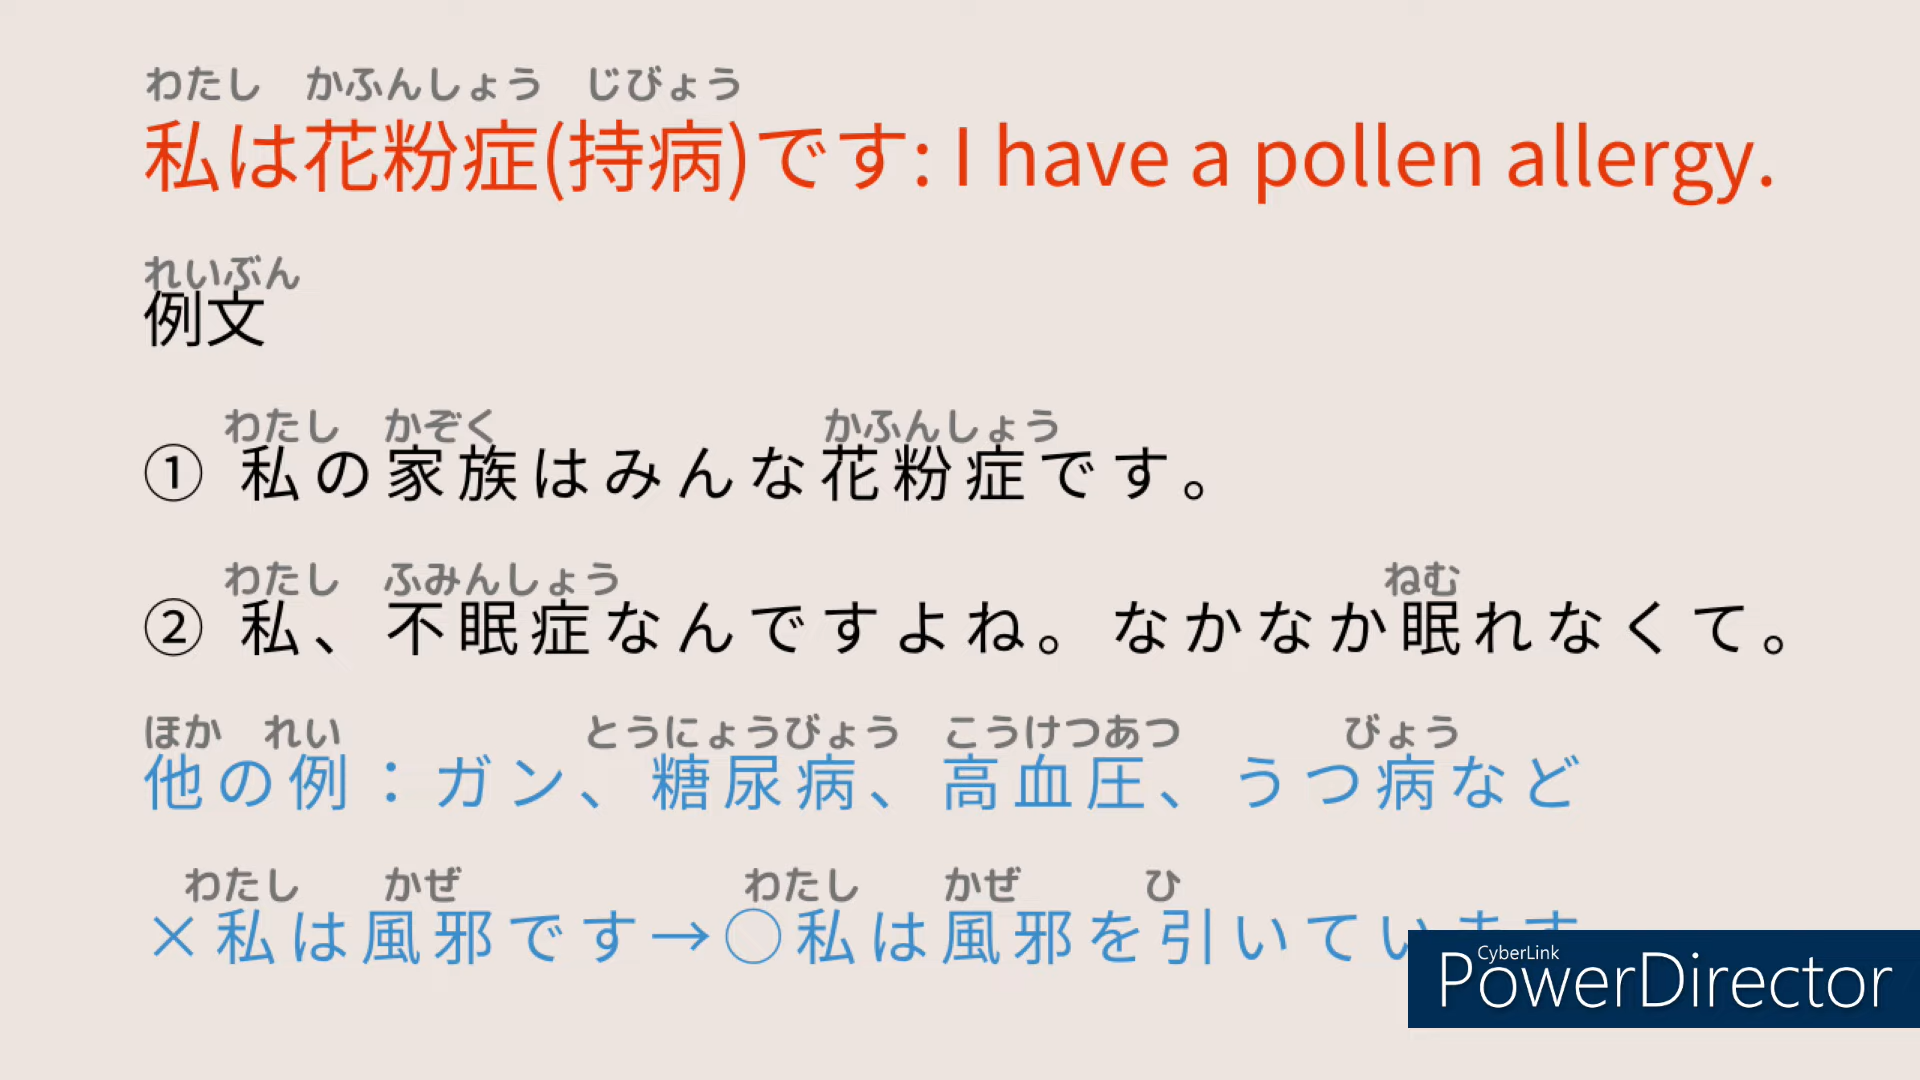 わたし かふんしょう じびょう
私は花粉症(持病)です: I have a pollen allergy.
れいぶん
例文
わたし かぞく かふんしょう
① 私の家族はみんな花粉症です。
わたし ふみんしょう ねむ
② 私、不眠症なんですよね。なかなか眠れなくて。
ほか れい とうにょうびょう こうけつあつ びょう
他の例：ガン、糖尿病、高血圧、うつ病など
わたし かぜ わたし かぜ ひ
×私は風邪です→○私は風邪を引いています
CyberLink
PowerDirector